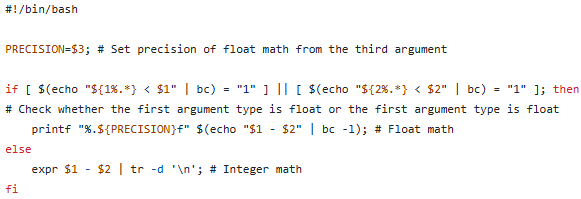 #!/bin/bash
PRECISION=$3; # Set precision of float math from the third argument
if [ $(echo "${1%.*} < $1" | bc) = "1" ] || [ $(echo "${2%.*} < $2" | bc) = "1" ]; then
# Check whether the first argument type is float or the first argument type is float
printf "%.${PRECISION}f" $(echo "$1 - $2" | bc -l); # Float math
else
expr $1 - $2 | tr -d '\n'; # Integer math
fi